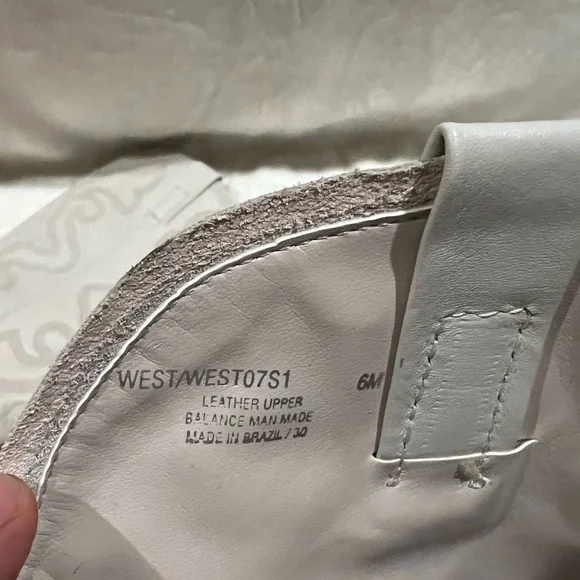 WEST/WEST07S1 6M
LEATHER UPPER
BALANCE MAN MADE
MADE IN BRAZIL / 30